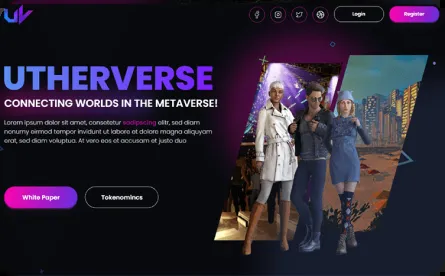 UV
Login
Register
UTHERVERSE
CONNECTING WORLDS IN THE METAVERSE!
Lorem ipsum dolor sit amet, consetetur sadipscing elitr, sed diam
nonumy eirmod tempor invidunt ut labore et dolore magna aliquyam
erat, sed diam voluptua. At vero eos et accusam et justo duo
White Paper
Tokenomincs